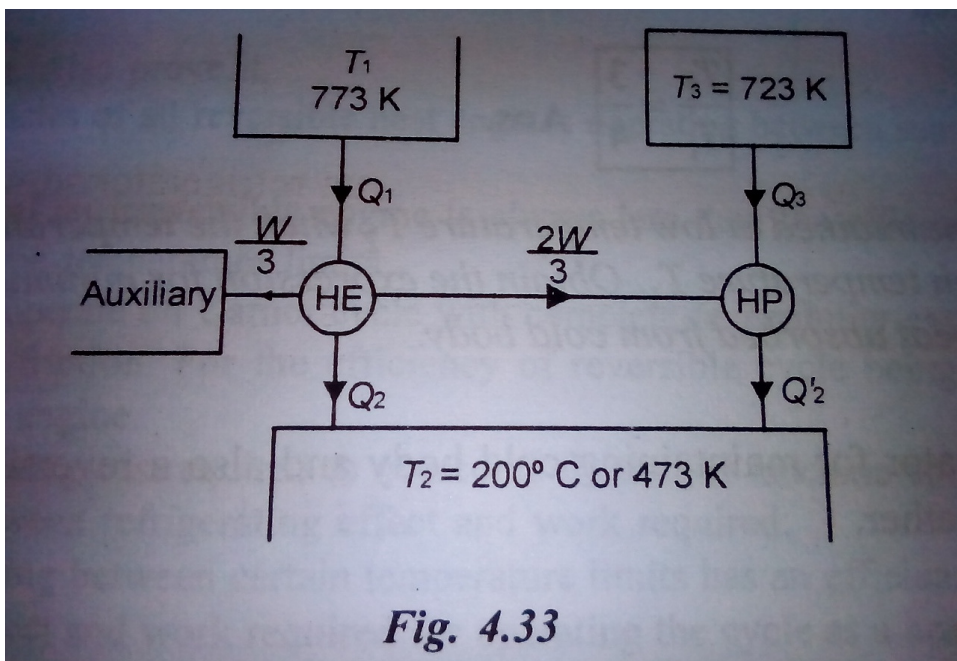 T1
773 K
T3 = 723 K
Q1
Q3
W
3
2W
3
Auxiliary
HE
HP
Q2
Q'2
T2 = 200° C or 473 K
Fig. 4.33